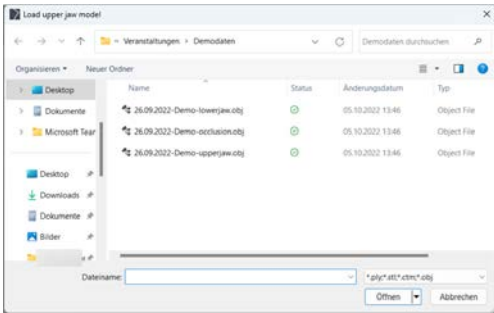 Load upper jaw model
« Veranstaltungen > Demodaten
Demodaten durchsuchen
Organisieren
Neuer Ordner
Name Status Änderungsdatum Typ
Desktop
Dokumente
Microsoft Tear
26.09.2022-Demo-lowerjaw.obj 05.10.2022 13:46 Object File
26.09.2022-Demo-occlusion.obj 05.10.2022 13:46 Object File
26.09.2022-Demo-upperjaw.obj 05.10.2022 13:46 Object File
Desktop
Downloads
Dokumente
Bilder
Dateiname:
*.ply;*.stl;*.ctm;*.obj
Öffnen
Abbrechen